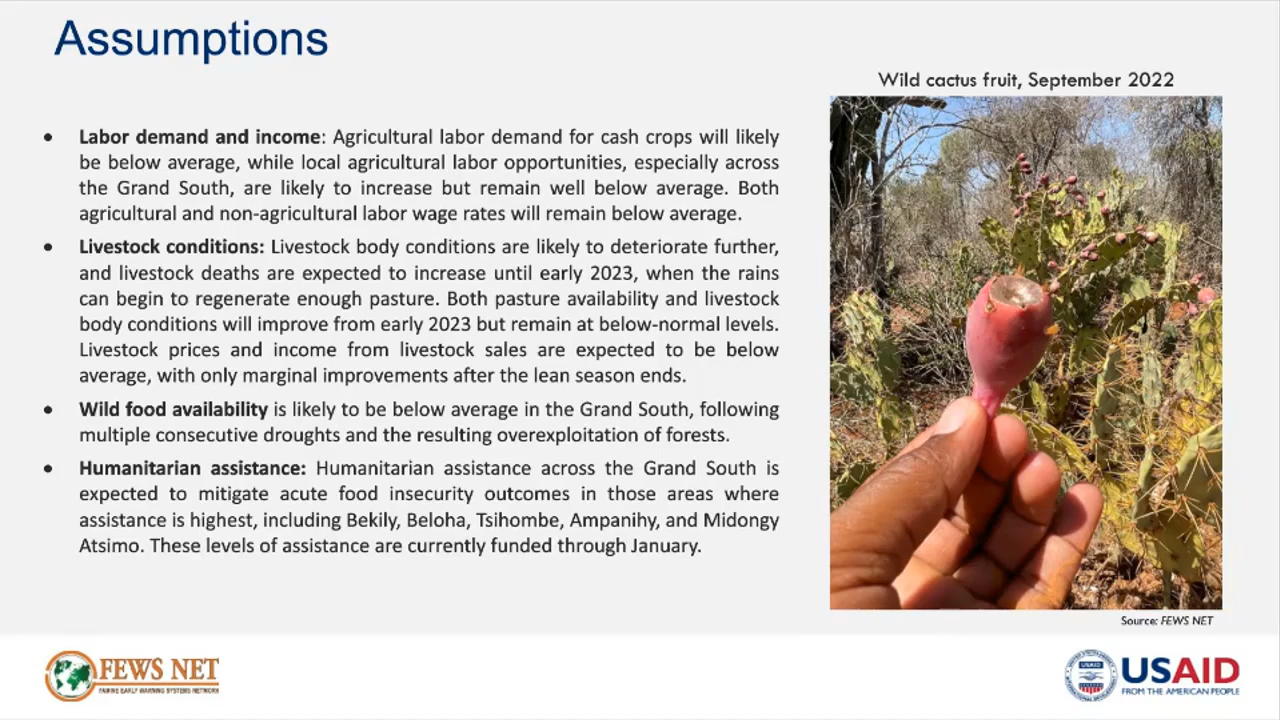 Assumptions
Wild cactus fruit, September 2022
● Labor demand and income: Agricultural labor demand for cash crops will likely
be below average, while local agricultural labor opportunities, especially across
the Grand South, are likely to increase but remain well below average. Both
agricultural and non-agricultural labor wage rates will remain below average.
● Livestock conditions: Livestock body conditions are likely to deteriorate further,
and livestock deaths are expected to increase until early 2023, when the rains
can begin to regenerate enough pasture. Both pasture availability and livestock
body conditions will improve from early 2023 but remain at below-normal levels.
Livestock prices and income from livestock sales are expected to be below
average, with only marginal improvements after the lean season ends.
● Wild food availability is likely to be below average in the Grand South, following
multiple consecutive droughts and the resulting overexploitation of forests.
● Humanitarian assistance: Humanitarian assistance across the Grand South is
expected to mitigate acute food insecurity outcomes in those areas where
assistance is highest, including Bekily, Beloha, Tsihombe, Ampanihy, and Midongy
Atsimo. These levels of assistance are currently funded through January.
Source: FEWS NET
FEWS NET
FAMINE EARLY WARNING SYSTEMS NETWORK
USAID
FROM THE AMERICAN PEOPLE